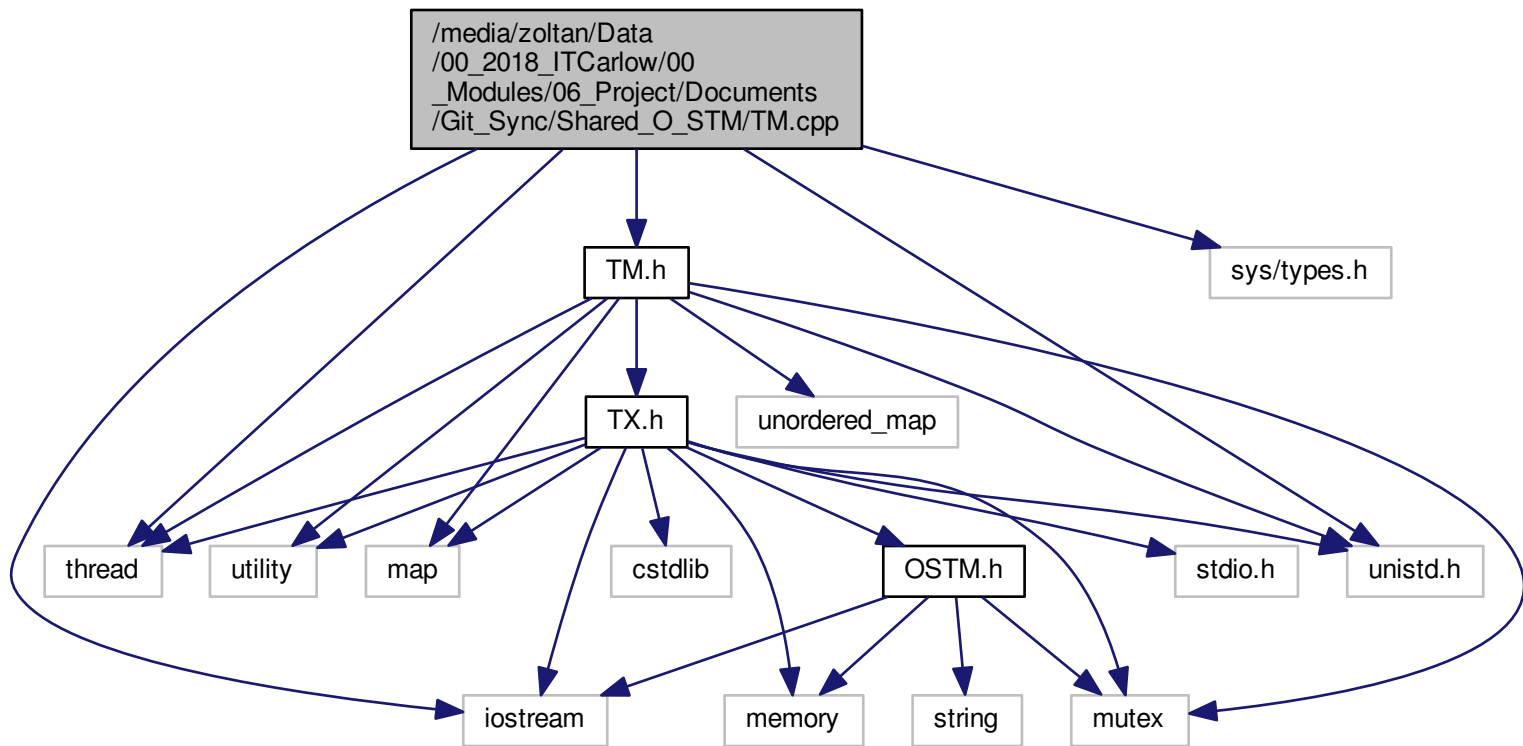 /media/zoltan/Data
/00_2018_ITCarlow/00
_Modules/06_Project/Documents
/Git_Sync/Shared_O_STM/TM.cpp
TM.h
sys/types.h
TX.h
unordered_map
thread
utility
map
cstdlib
OSTM.h
stdio.h
unistd.h
iostream
memory
string
mutex